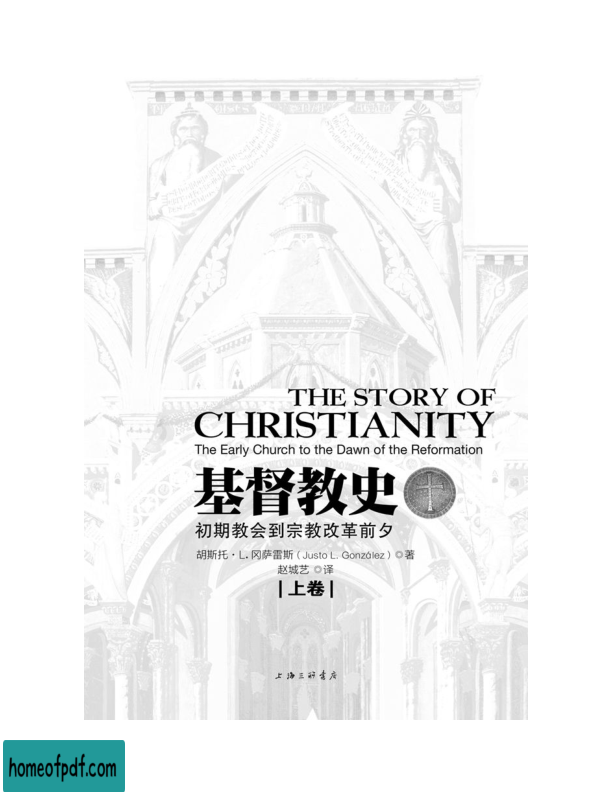 THE STORY OF
CHRISTIANITY
The Early Church to the Dawn of the Reformation
基督教史
初期教会到宗教改革前夕
胡斯托·L. 冈萨雷斯（Justo L. González）◎著
赵城艺 ◎译
|上卷|
上海三联书店
homeofpdf.com